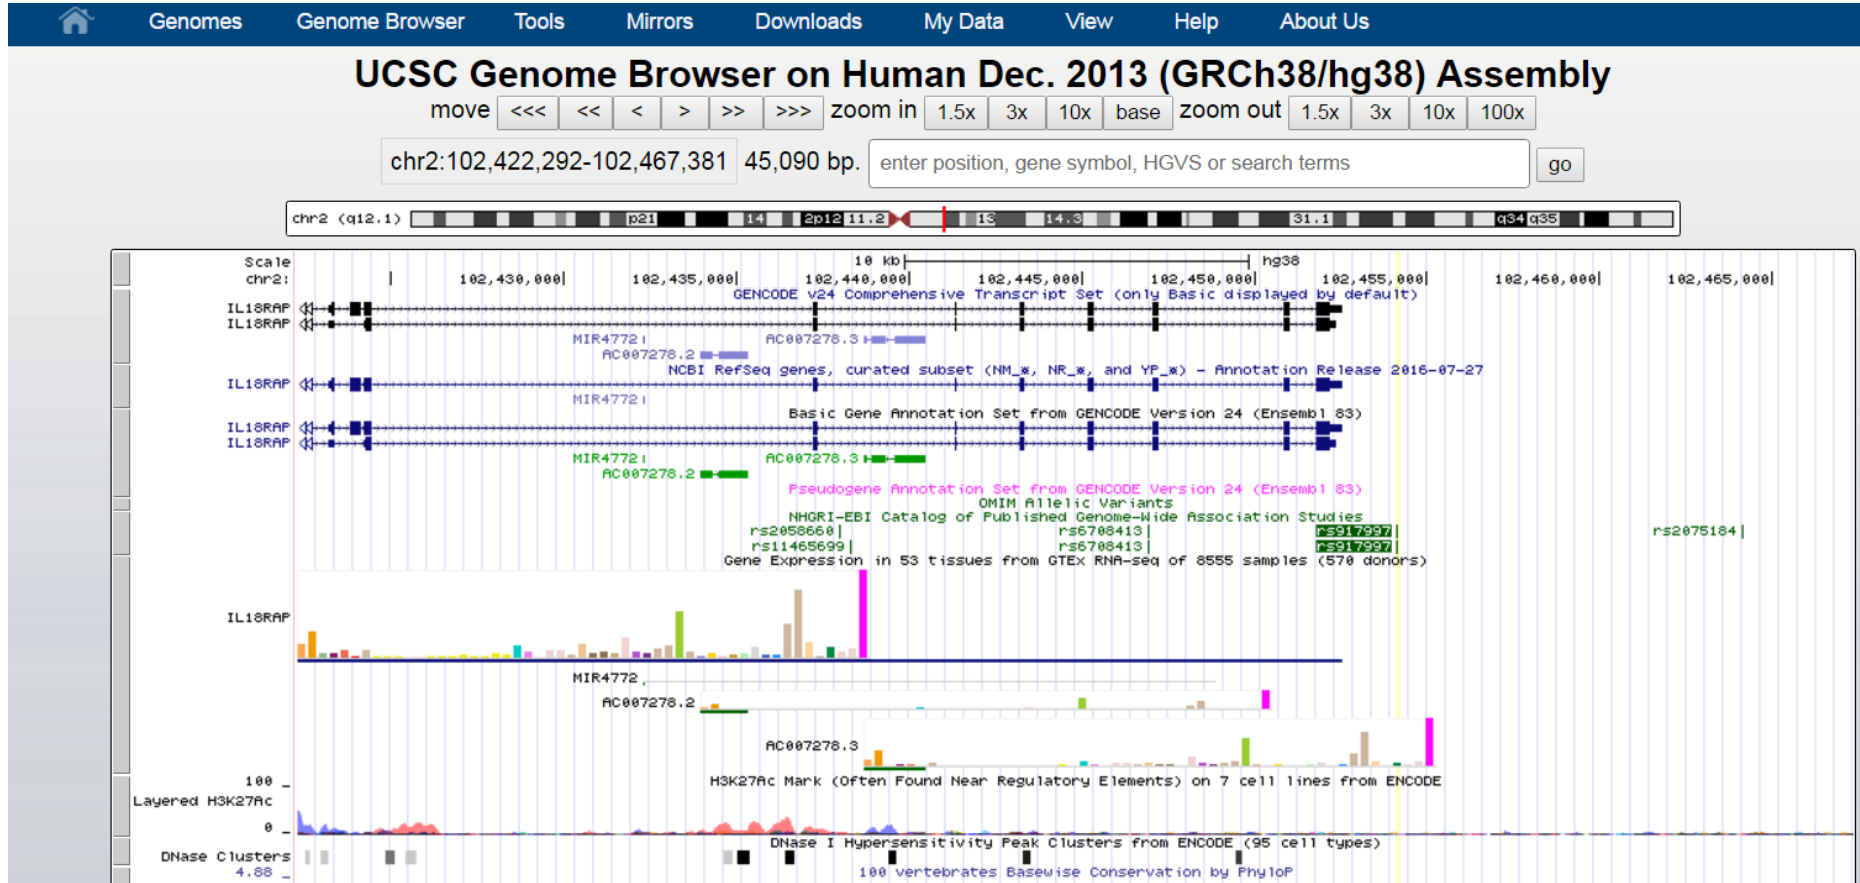 Genomes Genome Browser Tools Mirrors Downloads My Data View Help About Us
UCSC Genome Browser on Human Dec. 2013 (GRCh38/hg38) Assembly
move <<< << < > >> >>> zoom in 1.5x 3x 10x base zoom out 1.5x 3x 10x 100x
chr2:102,422,292-102,467,381 45,090 bp. enter position, gene symbol, HGVS or search terms go
chr2 (q12.1) p21 14 2p12 11.2 13 14.3 31.1 q34 q35
Scale 10 kb hg38
chr2: 102,430,000 102,435,000 102,440,000 102,445,000 102,450,000 102,455,000 102,460,000 102,465,000
GENCODE v24 Comprehensive Transcript Set (only Basic displayed by default)
IL18RAP
IL18RAP
MIR4772 AC007278.3
AC007278.2
NCBI RefSeq genes, curated subset (NM_*, NR_*, and YP_*) - Annotation Release 2016-07-27
IL18RAP
MIR4772
Basic Gene Annotation Set from GENCODE Version 24 (Ensembl 83)
IL18RAP
IL18RAP
MIR4772 AC007278.3
AC007278.2
Pseudogene Annotation Set from GENCODE Version 24 (Ensembl 83)
OMIM Allelic Variants
NHGRI-EBI Catalog of Published Genome-Wide Association Studies
rs2058660 rs6708413 rs917997 rs2075184
rs11465699 rs6708413 rs917997
Gene Expression in 53 tissues from GTEx RNA-seq of 8555 samples (570 donors)
IL18RAP
MIR4772
AC007278.2
AC007278.3
H3K27Ac Mark (Often Found Near Regulatory Elements) on 7 cell lines from ENCODE
100 _
Layered H3K27Ac
0 _
DNase I Hypersensitivity Peak Clusters from ENCODE (95 cell types)
DNase Clusters
4.88 _ 100 vertebrates Basewise Conservation by PhyloP